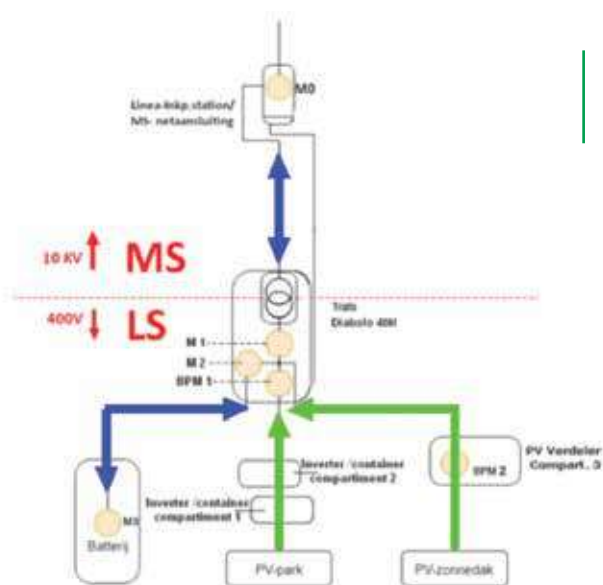 M0
Linea-Inkp.station/
MS- netaansluiting
10 KV
MS
400V
LS
Trafo
Diabolo 40ft
M 1
M 2
BPM 1
PV Verdeler
Compart. 3
BPM 2
Inverter /container
compartiment 2
Inverter /container
compartiment 1
M3
Batterij
PV-park
PV-zonnedak